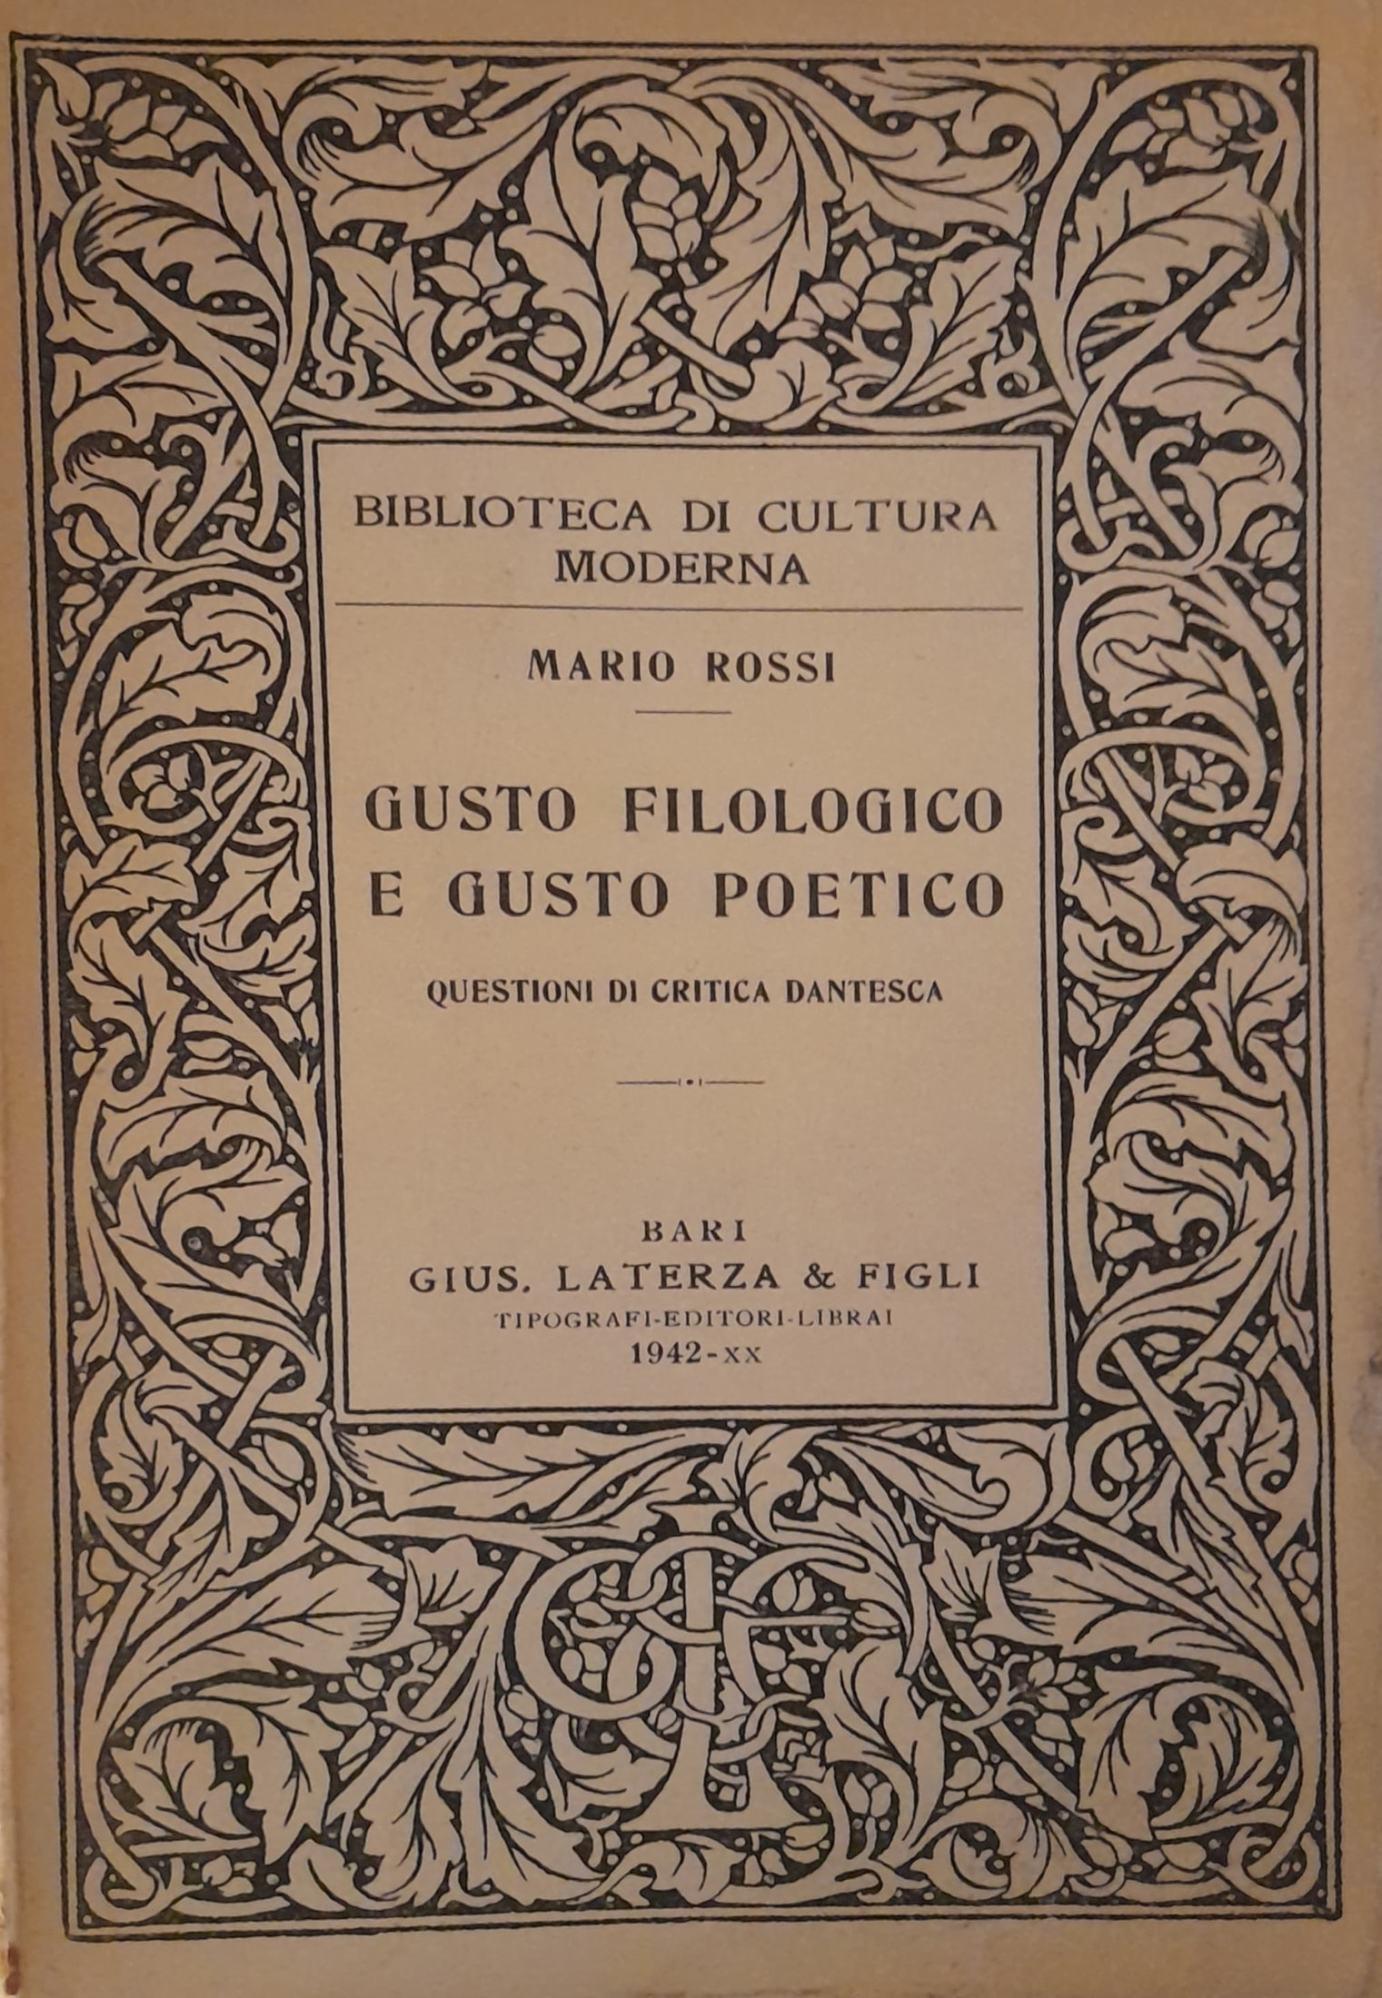 BIBLIOTECA DI CULTURA
MODERNA
MARIO ROSSI
GUSTO FILOLOGICO
E GUSTO POETICO
QUESTIONI DI CRITICA DANTESCA
BARI
GIUS. LATERZA & FIGLI
TIPOGRAFI-EDITORI-LIBRAI
1942-XX